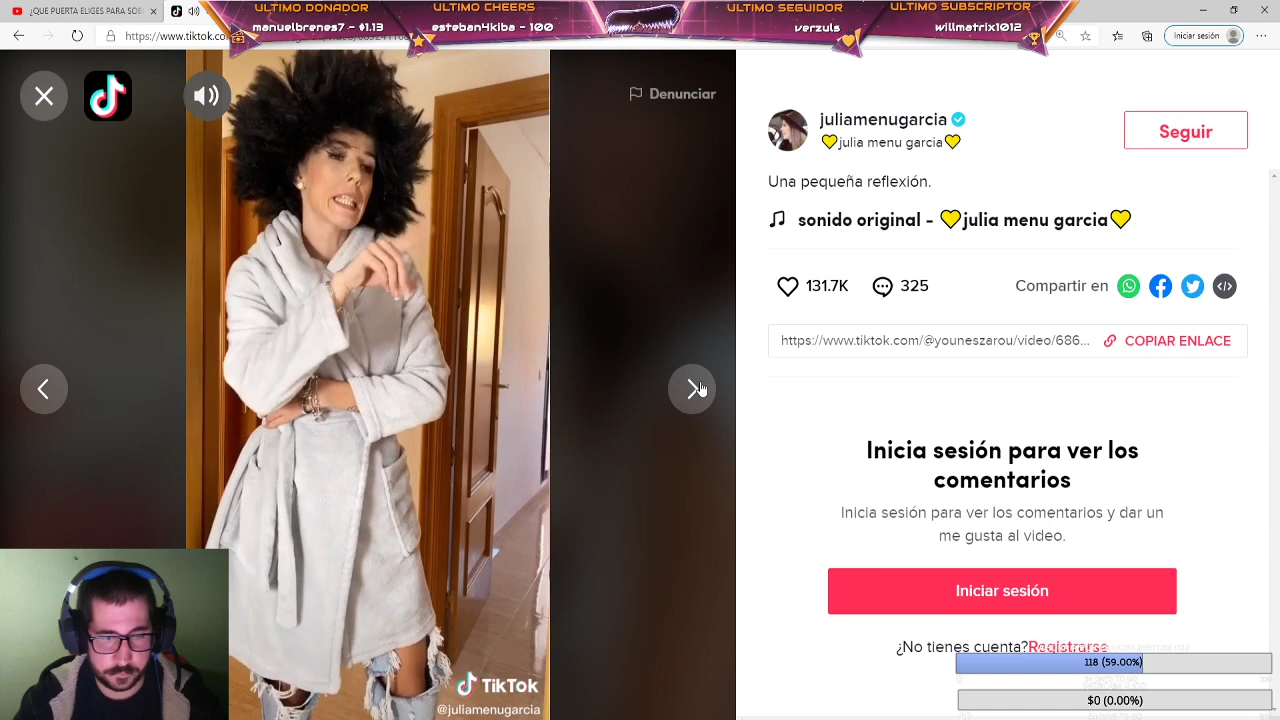 ¿QUÉ PUERTA ELIGES PARA SO
TikTok
ULTIMO DONADOR
manuelbrenes7 - $1.13
ULTIMO CHEERS
esteban4kiba - 100
ULTIMO SEGUIDOR
verzuls
ULTIMO SUBSCRIPTOR
willmatrix1012
https://www.tiktok.co
Iniciar sesión
Denunciar
juliamenugarcia
💛julia menu garcia💛
Seguir
Una pequeña reflexión.
sonido original - 💛julia menu garcia💛
131.7K
325
Compartir en
https://www.tiktok.com/@youneszarou/video/686...
COPIAR ENLACE
Inicia sesión para ver los
comentarios
Inicia sesión para ver los comentarios y dar un
me gusta al video.
Iniciar sesión
¿No tienes cuenta?Registrarse
118 (59.00%)
$0 (0.00%)
TikTok
@juliamenugarcia